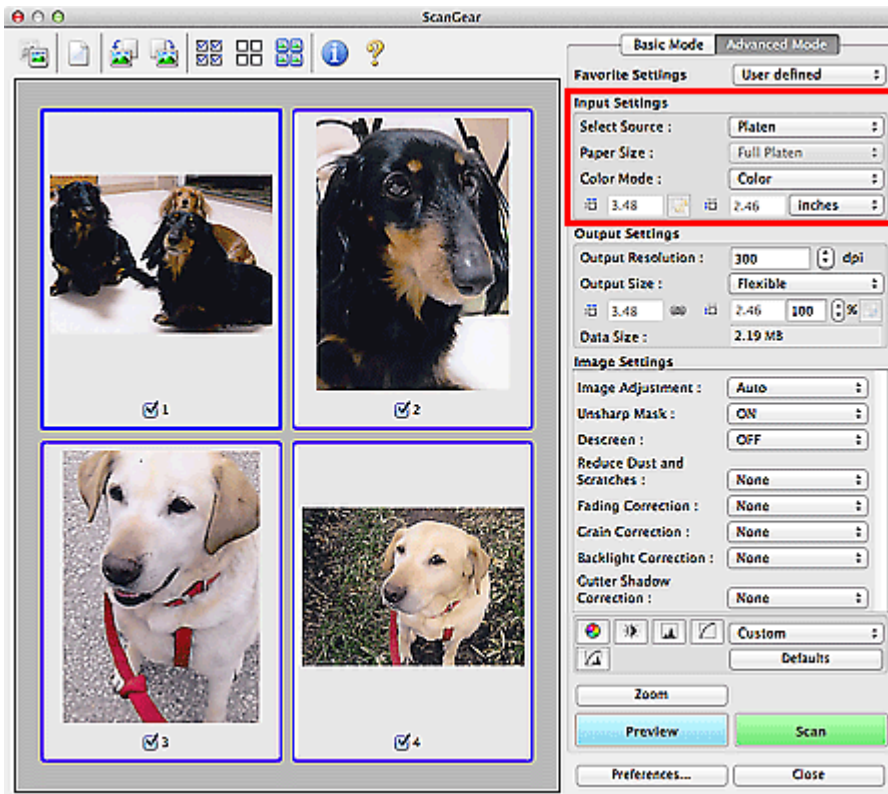 ScanGear
Basic Mode Advanced Mode
Favorite Settings User defined
Input Settings
Select Source : Platen
Paper Size : Full Platen
Color Mode : Color
3.48 2.46 inches
Output Settings
Output Resolution : 300 dpi
Output Size : Flexible
3.48 2.46 100 %
Data Size : 2.19 MB
Image Settings
Image Adjustment : Auto
Unsharp Mask : ON
Descreen : OFF
Reduce Dust and
Scratches : None
Fading Correction : None
Grain Correction : None
Backlight Correction : None
Gutter Shadow
Correction : None
Custom
Defaults
Zoom
Preview Scan
Preferences... Close
1
2
3
4